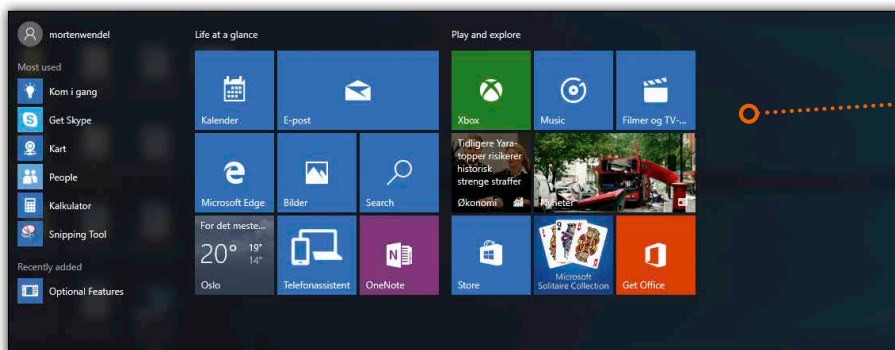 mortenwendel
Most used
Kom i gang
Get Skype
Kart
People
Kalkulator
Snipping Tool
Recently added
Optional Features
Life at a glance
Kalender
E-post
Microsoft Edge
Bilder
Search
For det meste...
20° 19°
14°
Oslo
Telefonassistent
OneNote
Play and explore
Xbox
Music
Filmer og TV-...
Tidligere Yara-
topper risikerer
historisk
strenge straffer
Økonomi
Nyheter
Store
Microsoft
Solitaire Collection
Get Office